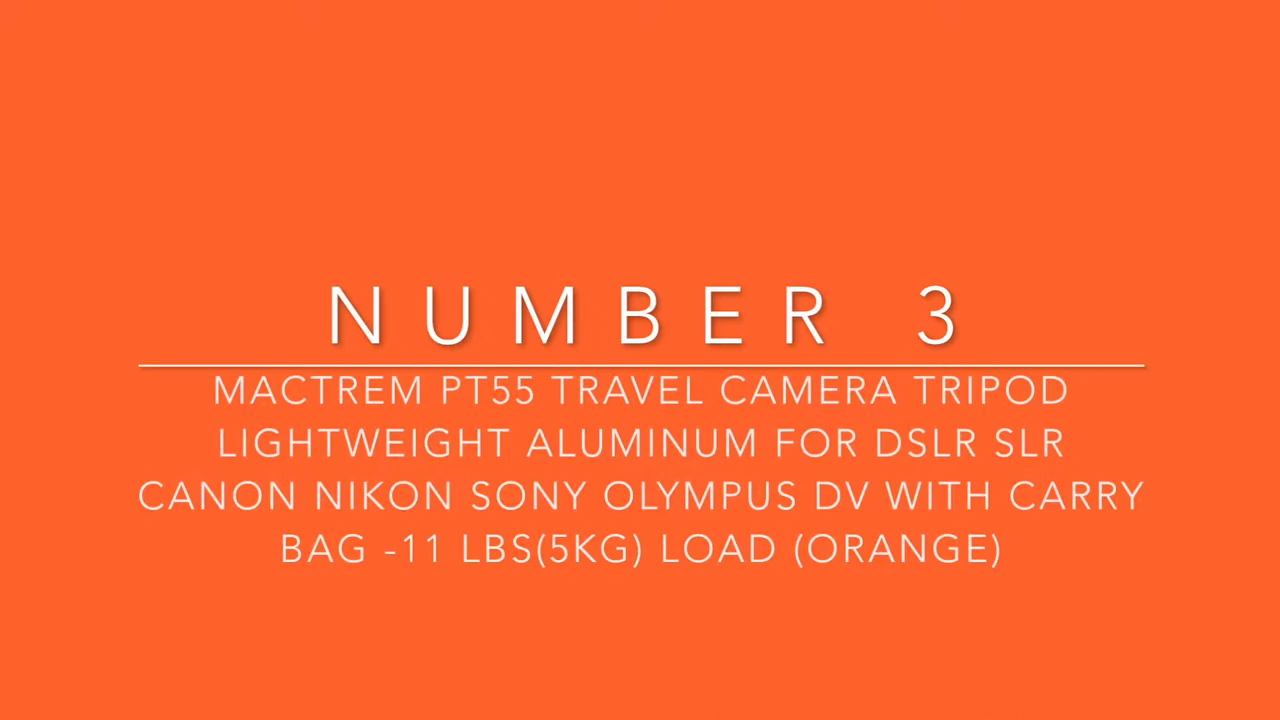 NUMBER 3
MACTREM PT55 TRAVEL CAMERA TRIPOD
LIGHTWEIGHT ALUMINUM FOR DSLR SLR
CANON NIKON SONY OLYMPUS DV WITH CARRY
BAG -11 LBS(5KG) LOAD (ORANGE)